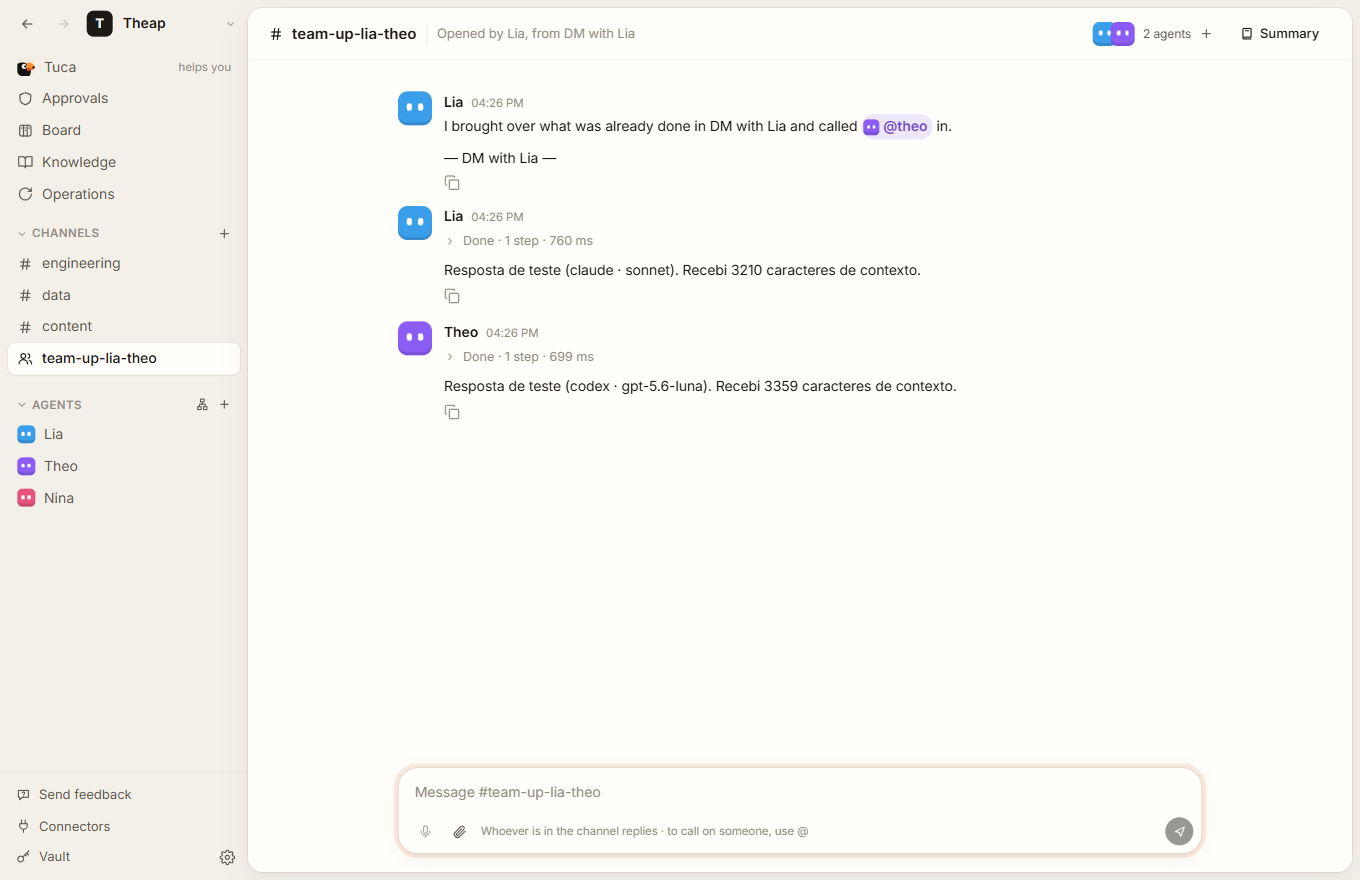 T Theap
Tuca helps you
Approvals
Board
Knowledge
Operations
CHANNELS
# engineering
# data
# content
team-up-lia-theo
AGENTS
Lia
Theo
Nina
Send feedback
Connectors
Vault
# team-up-lia-theo Opened by Lia, from DM with Lia 2 agents + Summary
Lia 04:26 PM
I brought over what was already done in DM with Lia and called @theo in.
— DM with Lia —
Lia 04:26 PM
Done · 1 step · 760 ms
Resposta de teste (claude · sonnet). Recebi 3210 caracteres de contexto.
Theo 04:26 PM
Done · 1 step · 699 ms
Resposta de teste (codex · gpt-5.6-luna). Recebi 3359 caracteres de contexto.
Message #team-up-lia-theo
Whoever is in the channel replies · to call on someone, use @